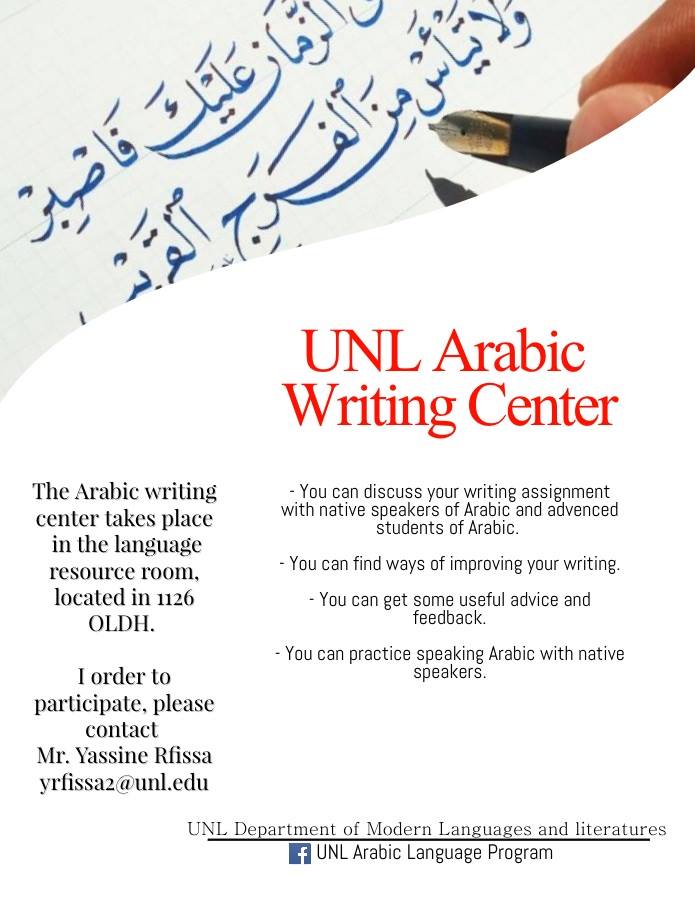 الزمان عليك فاصبر
ولا تيأس من الفرج القريب
UNL Arabic
Writing Center
The Arabic writing
center takes place
in the language
resource room,
located in 1126
OLDH.
I order to
participate, please
contact
Mr. Yassine Rfissa
yrfissa2@unl.edu
- You can discuss your writing assignment
with native speakers of Arabic and advenced
students of Arabic.
- You can find ways of improving your writing.
- You can get some useful advice and
feedback.
- You can practice speaking Arabic with native
speakers.
UNL Department of Modern Languages and literatures
UNL Arabic Language Program